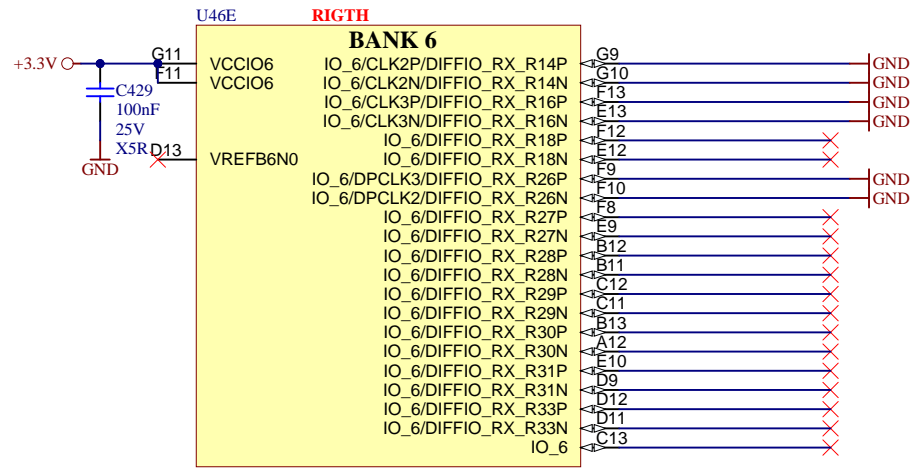 U46E RIGTH
BANK 6
+3.3V G11 VCCIO6 IO_6/CLK2P/DIFFIO_RX_R14P G9 GND
F11 VCCIO6 IO_6/CLK2N/DIFFIO_RX_R14N G10 GND
C429 IO_6/CLK3P/DIFFIO_RX_R16P F13 GND
100nF IO_6/CLK3N/DIFFIO_RX_R16N E13 GND
25V IO_6/DIFFIO_RX_R18P F12
X5R D13 VREFB6N0 IO_6/DIFFIO_RX_R18N E12
GND IO_6/DPCLK3/DIFFIO_RX_R26P F9 GND
IO_6/DPCLK2/DIFFIO_RX_R26N F10 GND
IO_6/DIFFIO_RX_R27P F8
IO_6/DIFFIO_RX_R27N E9
IO_6/DIFFIO_RX_R28P B12
IO_6/DIFFIO_RX_R28N B11
IO_6/DIFFIO_RX_R29P C12
IO_6/DIFFIO_RX_R29N C11
IO_6/DIFFIO_RX_R30P B13
IO_6/DIFFIO_RX_R30N A12
IO_6/DIFFIO_RX_R31P E10
IO_6/DIFFIO_RX_R31N D9
IO_6/DIFFIO_RX_R33P D12
IO_6/DIFFIO_RX_R33N D11
IO_6 C13